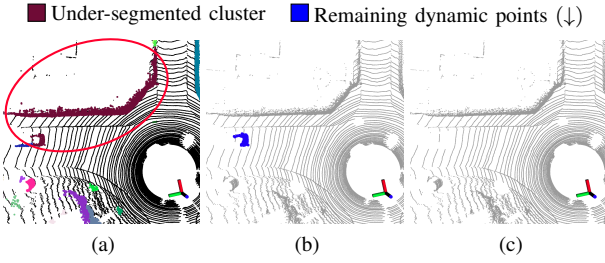 Under-segmented cluster Remaining dynamic points (↓)
(a) (b) (c)